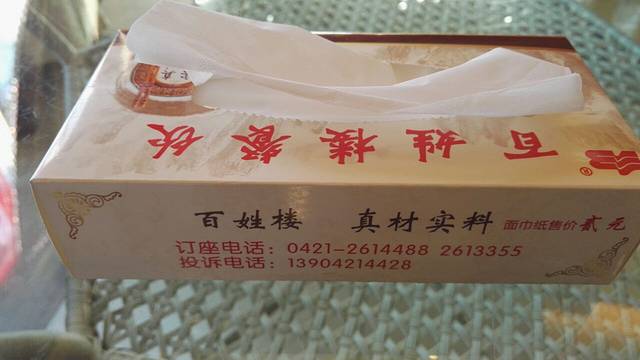 百姓楼餐饮
®
百姓楼 真材实料 面巾纸售价贰元
订座电话：0421-2614488 2613355
投诉电话：13904214428